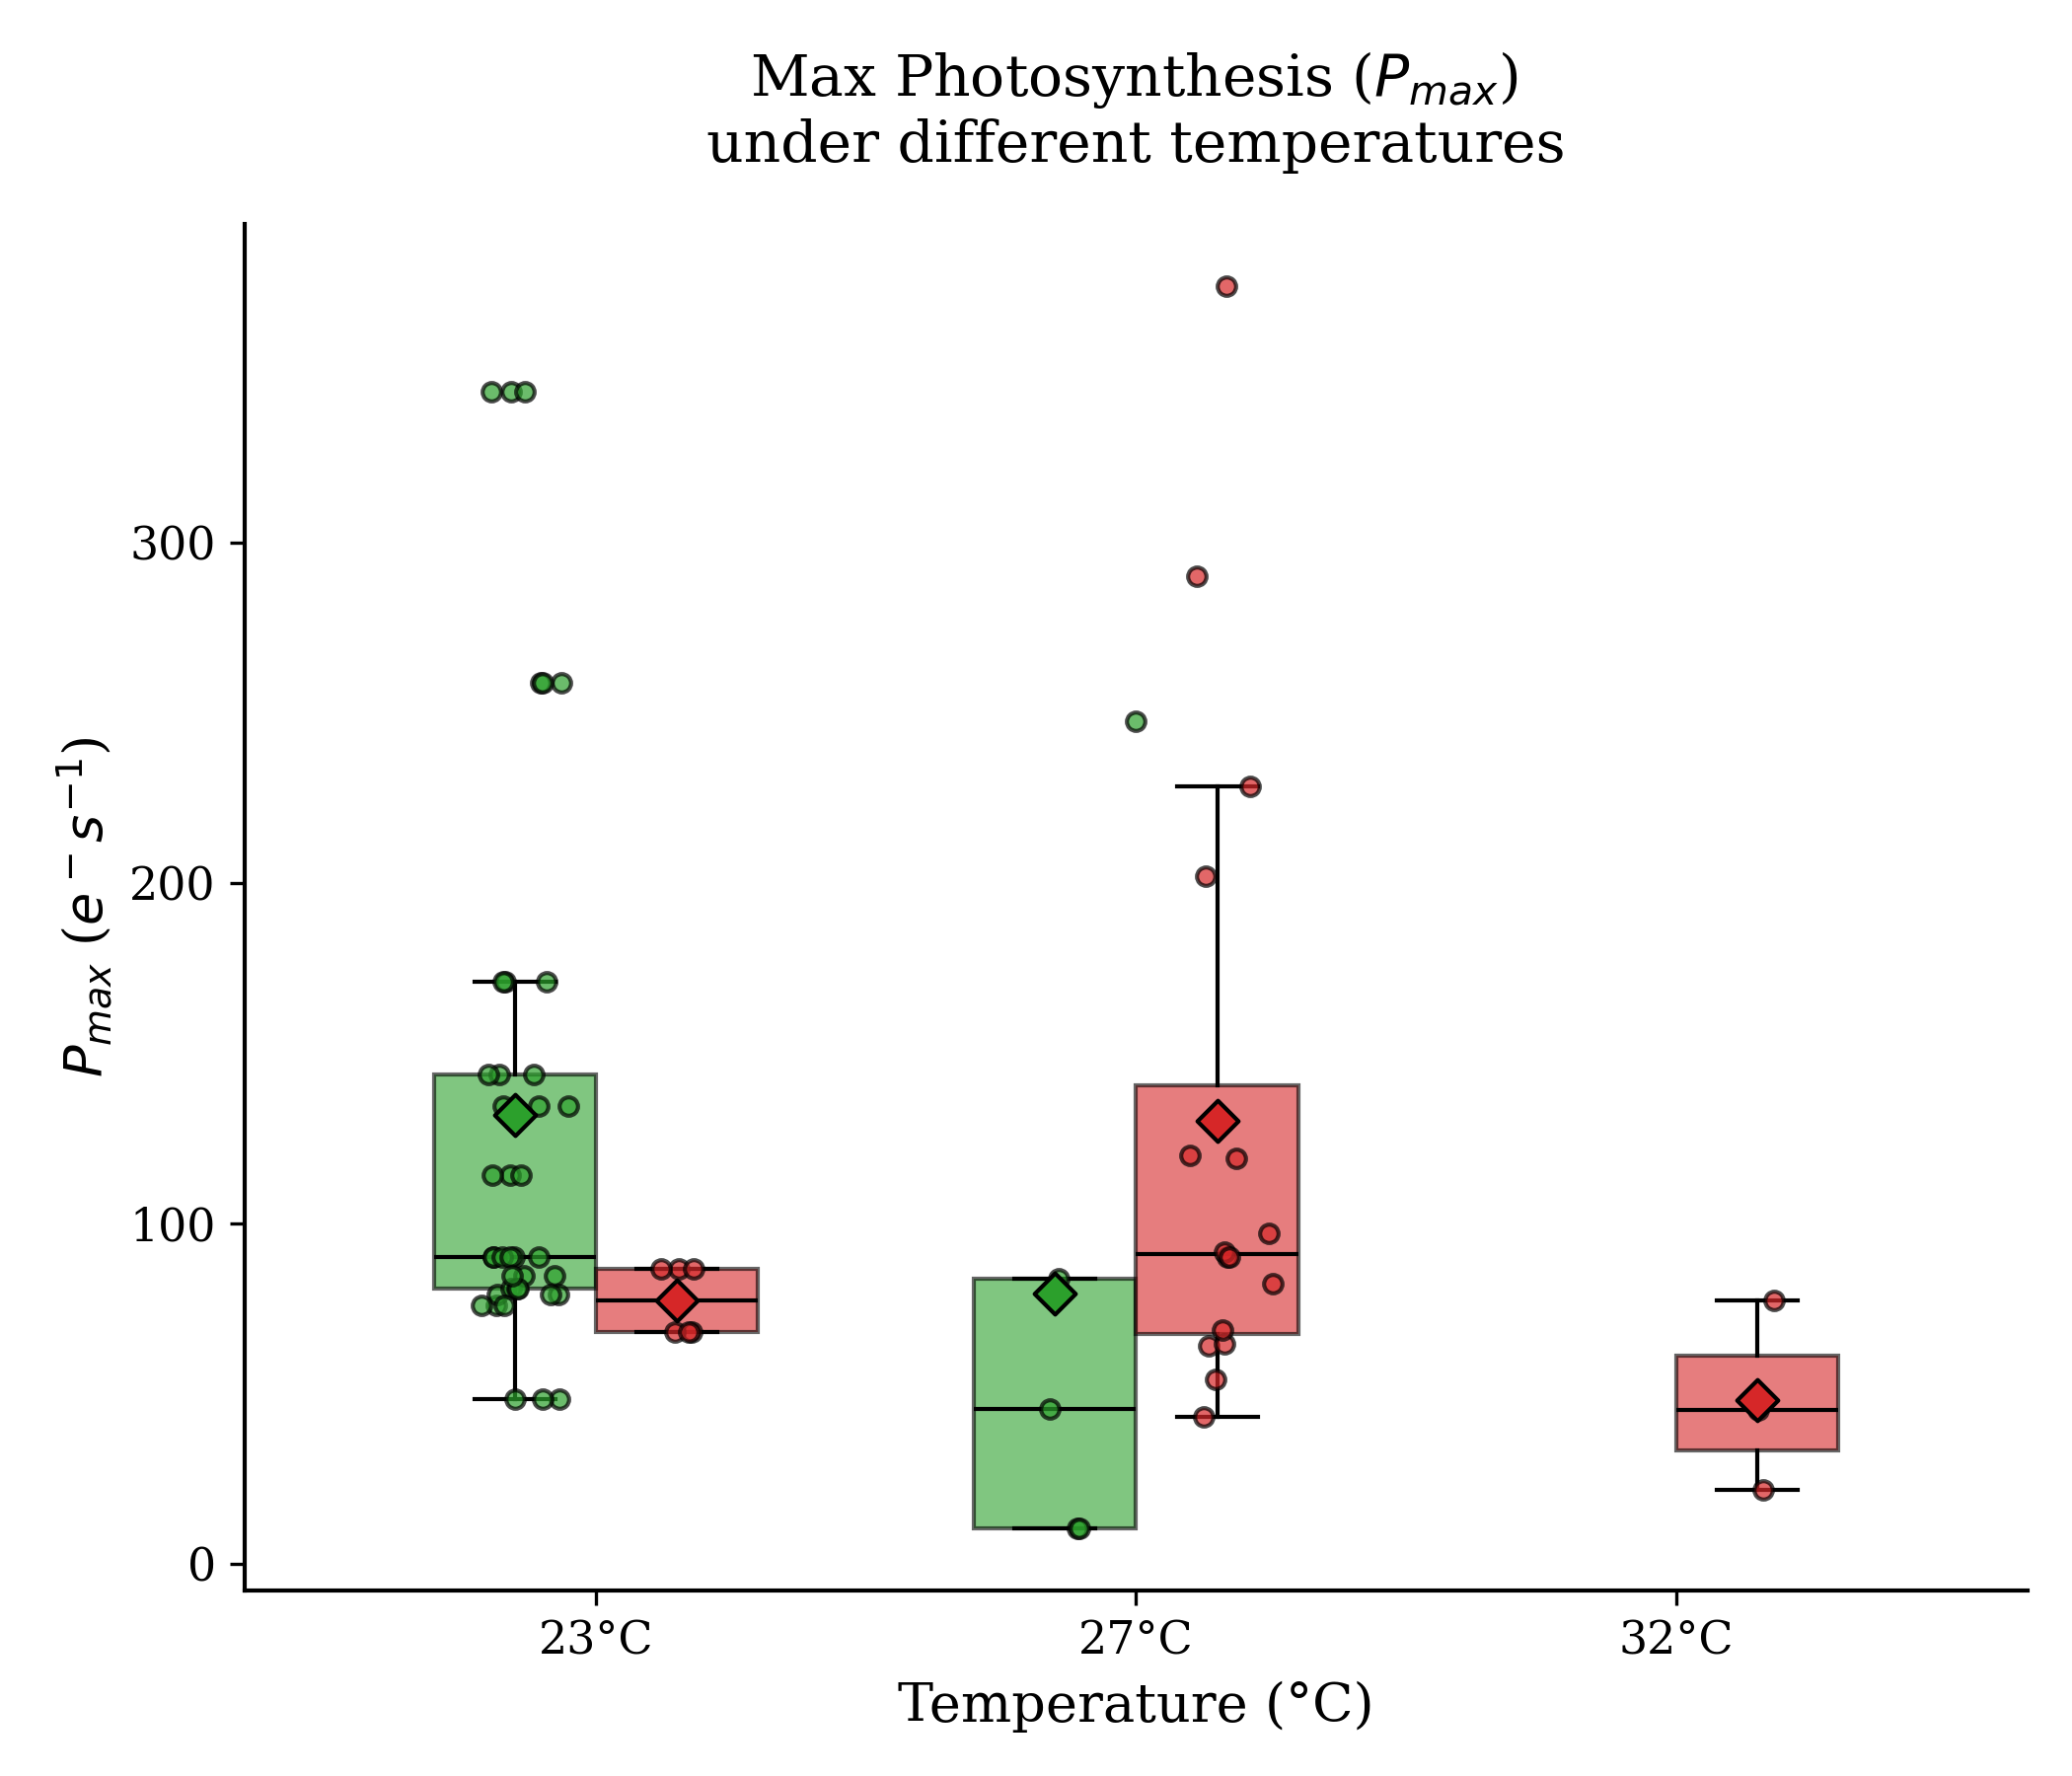 Max Photosynthesis (P_max)
under different temperatures
P_max (e⁻ s⁻¹)
300
200
100
0
23°C 27°C 32°C
Temperature (°C)